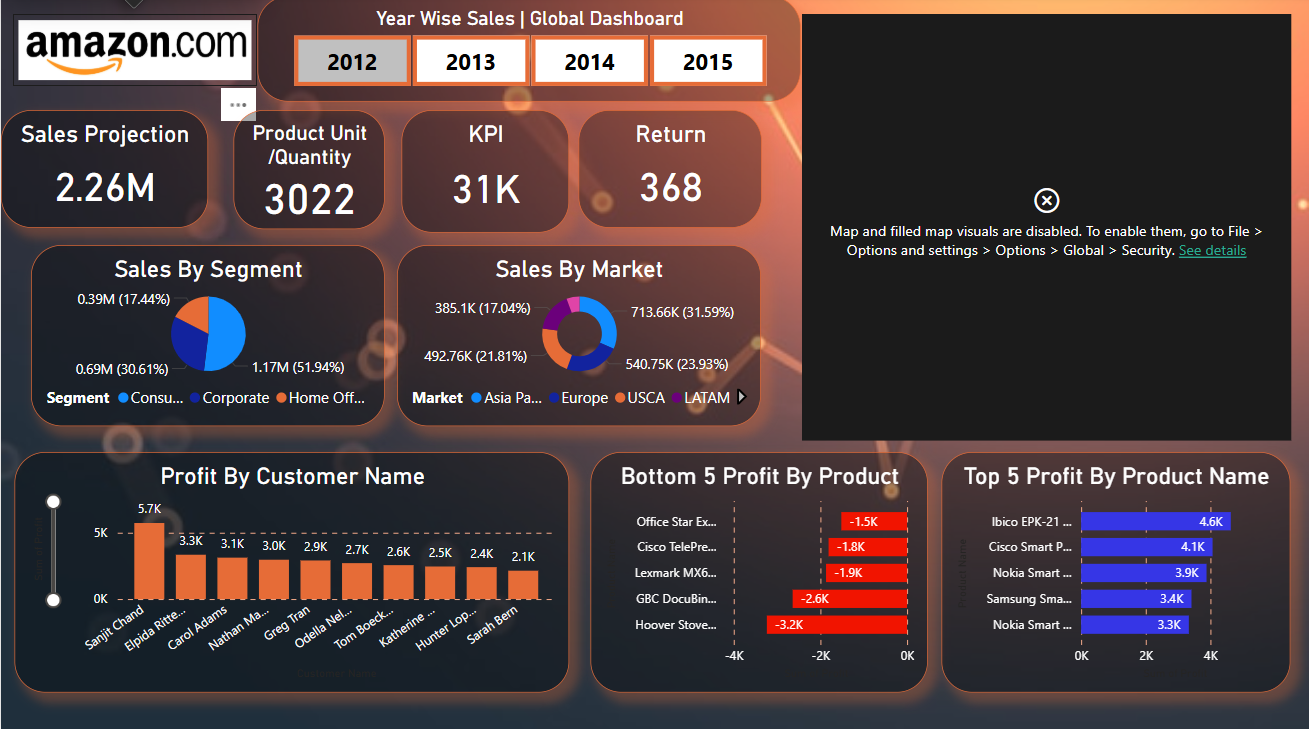 amazon.com
Year Wise Sales | Global Dashboard
2012
2013
2014
2015
Sales Projection
2.26M
Product Unit
/Quantity
3022
KPI
31K
Return
368
Map and filled map visuals are disabled. To enable them, go to File >
Options and settings > Options > Global > Security. See details
Sales By Segment
0.39M (17.44%)
0.69M (30.61%)
1.17M (51.94%)
Segment Consu... Corporate Home Off...
Sales By Market
385.1K (17.04%)
713.66K (31.59%)
492.76K (21.81%)
540.75K (23.93%)
Market Asia Pa... Europe USCA LATAM
Profit By Customer Name
5K
0K
5.7K
3.3K
3.1K
3.0K
2.9K
2.7K
2.6K
2.5K
2.4K
2.1K
Sanjit Chand
Elpida Ritte...
Carol Adams
Nathan Ma...
Greg Tran
Odella Nel...
Tom Boeck...
Katherine ...
Hunter Lop...
Sarah Bern
Bottom 5 Profit By Product
Office Star Ex... -1.5K
Cisco TelePre... -1.8K
Lexmark MX6... -1.9K
GBC DocuBin... -2.6K
Hoover Stove... -3.2K
-4K -2K 0K
Top 5 Profit By Product Name
Product Name
Ibico EPK-21 ... 4.6K
Cisco Smart P... 4.1K
Nokia Smart ... 3.9K
Samsung Sma... 3.4K
Nokia Smart ... 3.3K
0K 2K 4K